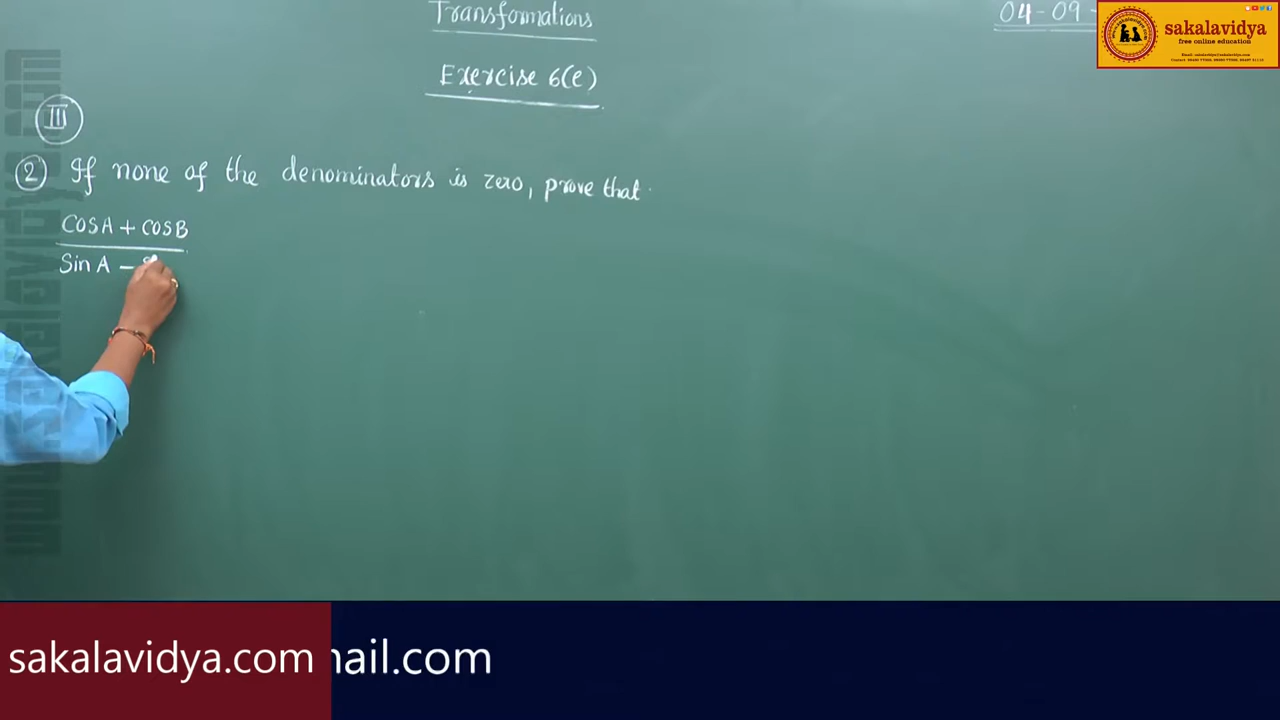 Transformations
04-09-
Exercise 6(e)
sakalavidya
free online education
III
2 If none of the denominators is zero, prove that
COSA + COSB
Sin A -
sakalavidya.com
ail.com